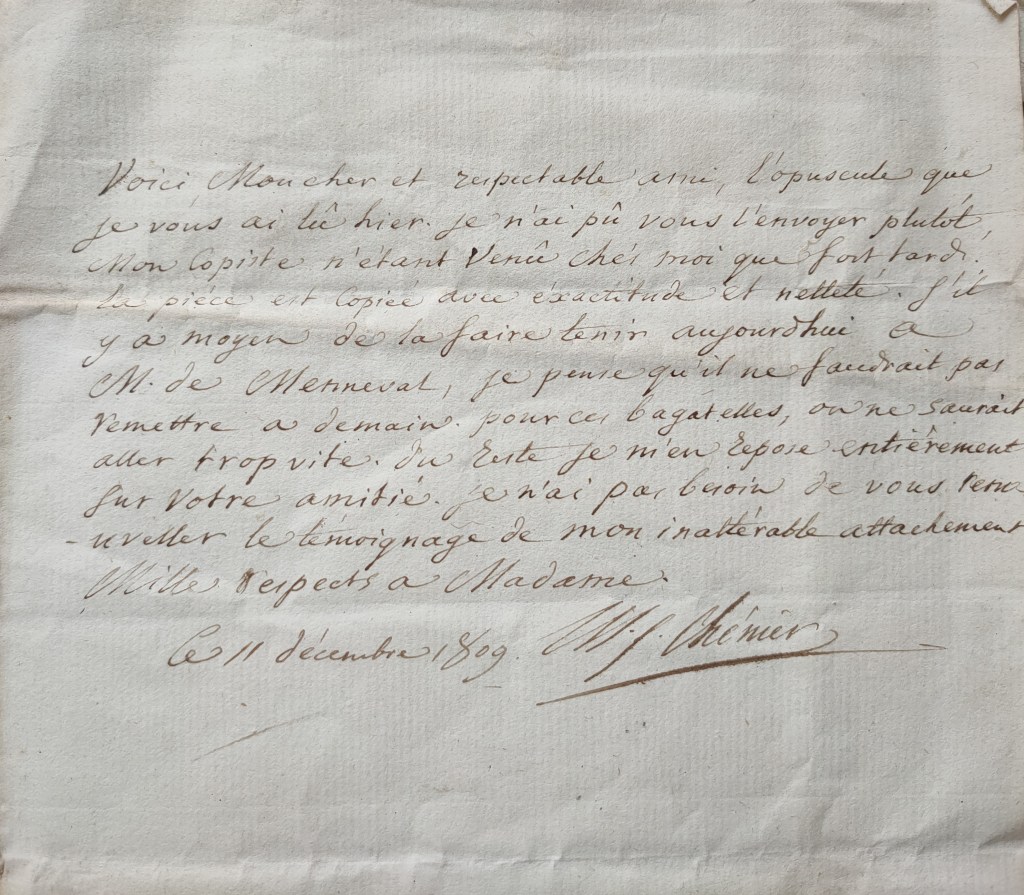 Voici Moncher et respectable ami, l'opuscule que
je vous ai lû hier. je n'ai pû vous l'envoyer plutôt,
Mon Copiste n'étant Venû chés moi que fort tard.
La piéce est Copiée avec éxactitude et netteté. S'il
y a moyen de la faire tenir aujourdhui a
M. de Menneval, je pense qu'il ne faudrait pas
remettre a demain. pour ces bagatelles, on ne saurait
aller trop vite. du reste je m'en repose entiêrement
sur votre amitié. je n'ai pas besoin de vous reno
-uveller le témoignage de mon inaltérable attachement
Mille respects a Madame.
Ce 11 décembre 1809. M. J. Chénier